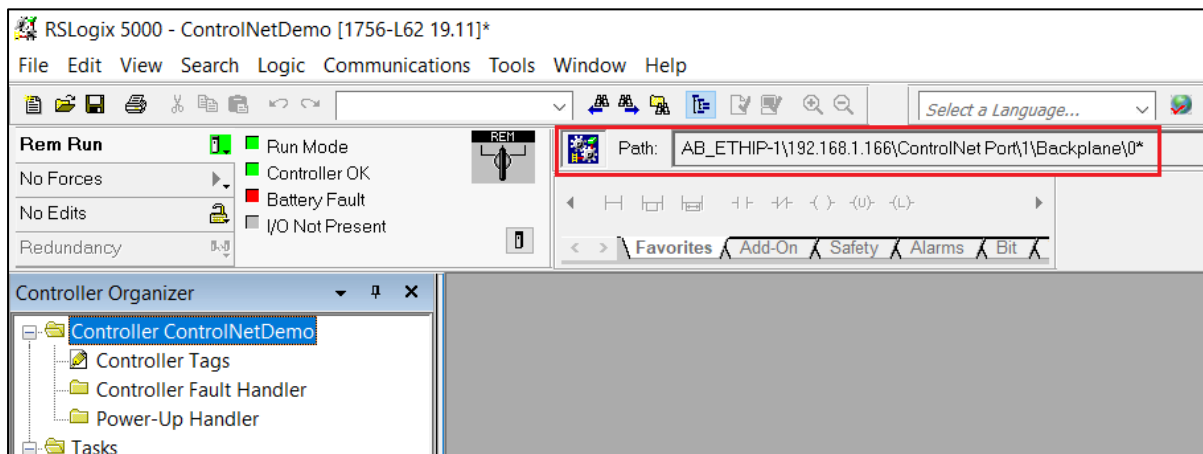 RSLogix 5000 - ControlNetDemo [1756-L62 19.11]*
File Edit View Search Logic Communications Tools Window Help
Select a Language...
Rem Run
Run Mode
REM
Path: AB_ETHIP-1\192.168.1.166\ControlNet Port\1\Backplane\0*
No Forces
Controller OK
Battery Fault
No Edits
I/O Not Present
(U) (L)
Redundancy
Favorites Add-On Safety Alarms Bit
Controller Organizer
Controller ControlNetDemo
Controller Tags
Controller Fault Handler
Power-Up Handler
Tasks